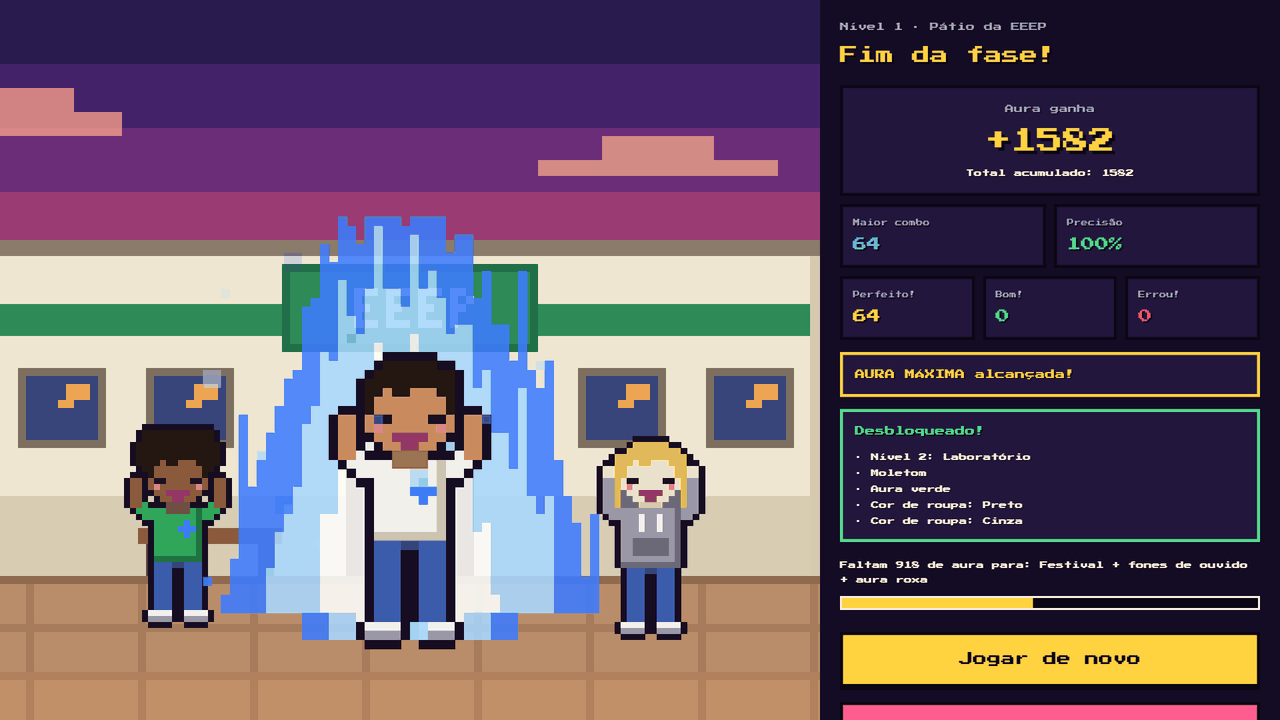 Nível 1 · Pátio da EEEP
Fim da fase!
Aura ganha
+1582
Total acumulado: 1582
Maior combo
64
Precisão
100%
Perfeito!
64
Bom!
0
Errou!
0
AURA MÁXIMA alcançada!
Desbloqueado!
· Nível 2: Laboratório
· Moletom
· Aura verde
· Cor de roupa: Preto
· Cor de roupa: Cinza
Faltam 918 de aura para: Festival + fones de ouvido
+ aura roxa
Jogar de novo
EEEP